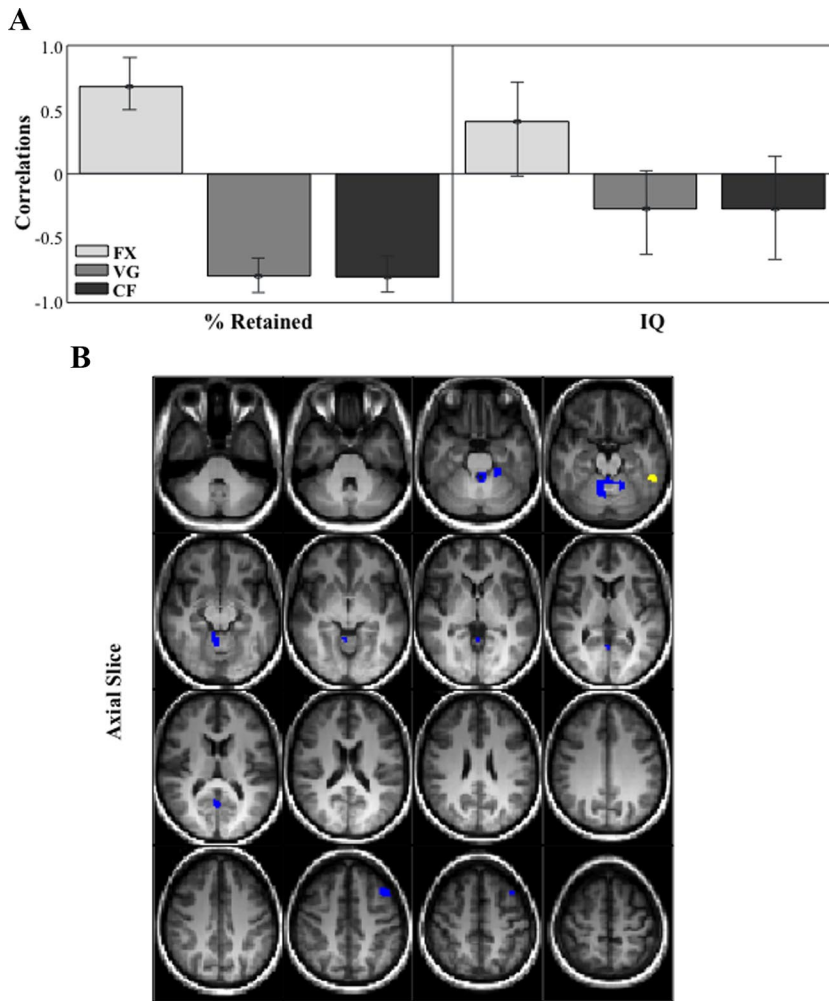 A
1.0
0.5
0
-0.5
-1.0
Correlations
FX
VG
CF
% Retained
IQ
B
Axial Slice